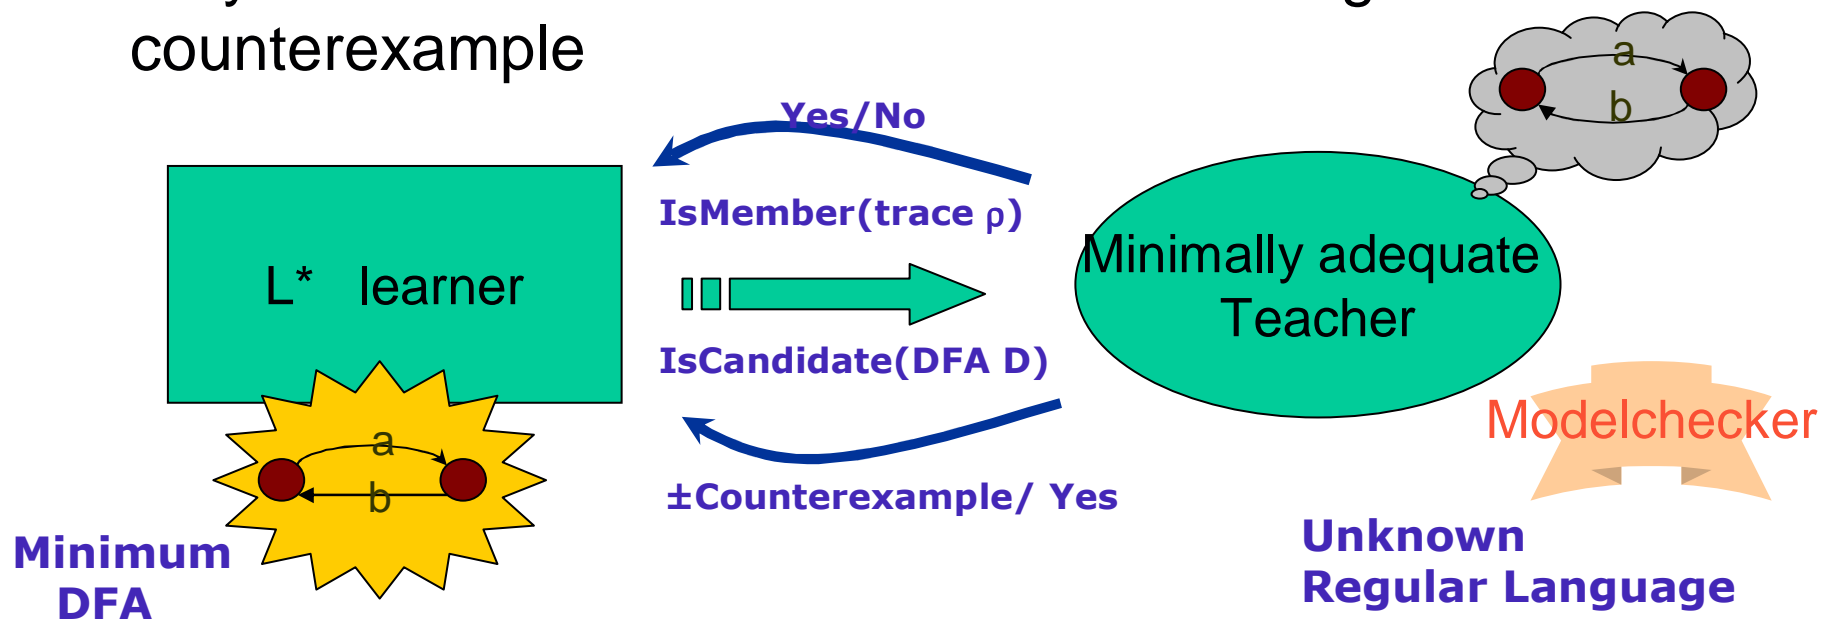 counterexample
a
b
Yes/No
IsMember(trace ρ)
L* learner
Minimally adequate
Teacher
IsCandidate(DFA D)
Modelchecker
a
b
±Counterexample/ Yes
Minimum
DFA
Unknown
Regular Language